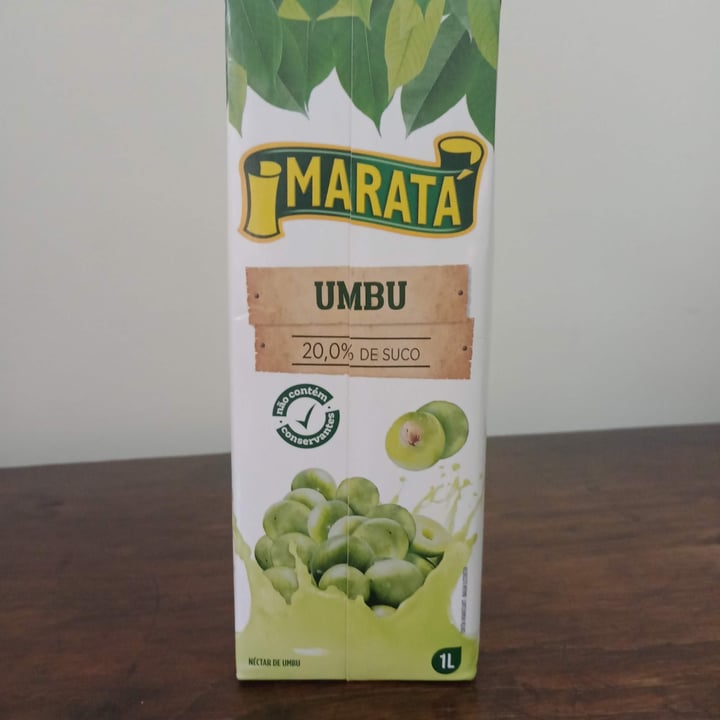 MARATÁ
UMBU
20,0% DE SUCO
não contém
conservantes
NÉCTAR DE UMBU
1L